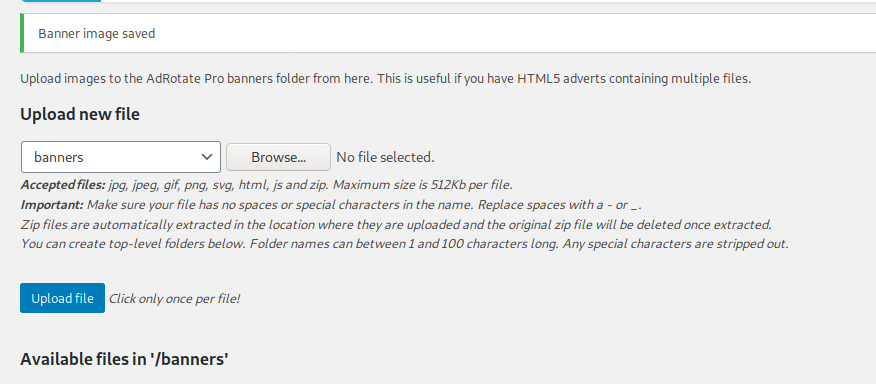 Banner image saved
Upload images to the AdRotate Pro banners folder from here. This is useful if you have HTML5 adverts containing multiple files.
Upload new file
banners Browse... No file selected.
Accepted files: jpg, jpeg, gif, png, svg, html, js and zip. Maximum size is 512Kb per file.
Important: Make sure your file has no spaces or special characters in the name. Replace spaces with a - or _.
Zip files are automatically extracted in the location where they are uploaded and the original zip file will be deleted once extracted.
You can create top-level folders below. Folder names can between 1 and 100 characters long. Any special characters are stripped out.
Upload file Click only once per file!
Available files in '/banners'